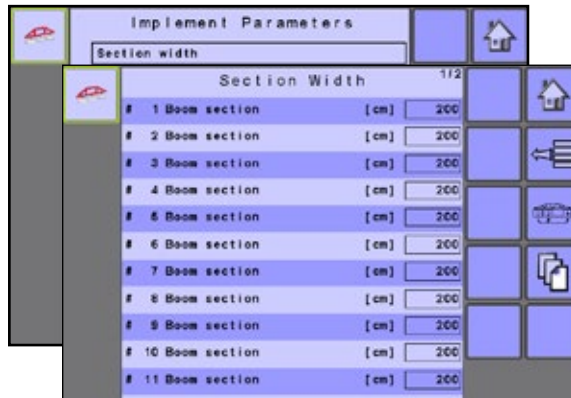 Implement Parameters
Section width
Section Width 1/2
# 1 Boom section [cm] 200
# 2 Boom section [cm] 200
# 3 Boom section [cm] 200
# 4 Boom section [cm] 200
# 5 Boom section [cm] 200
# 6 Boom section [cm] 200
# 7 Boom section [cm] 200
# 8 Boom section [cm] 200
# 9 Boom section [cm] 200
# 10 Boom section [cm] 200
# 11 Boom section [cm] 200